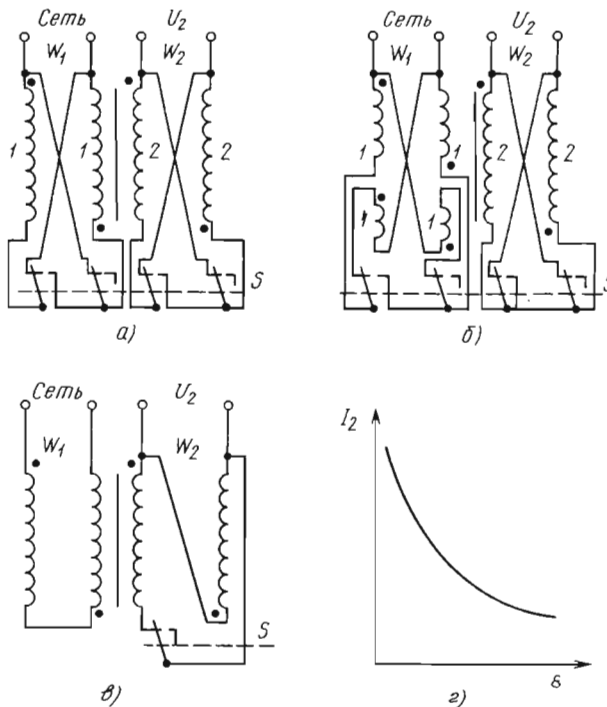 Сеть U₂ Сеть U₂
W₁ W₂ W₁ W₂
1 1 2 2 1 1 2 2
1 1
S S
а) б)
Сеть U₂ I₂
W₁ W₂
S
δ
в) г)